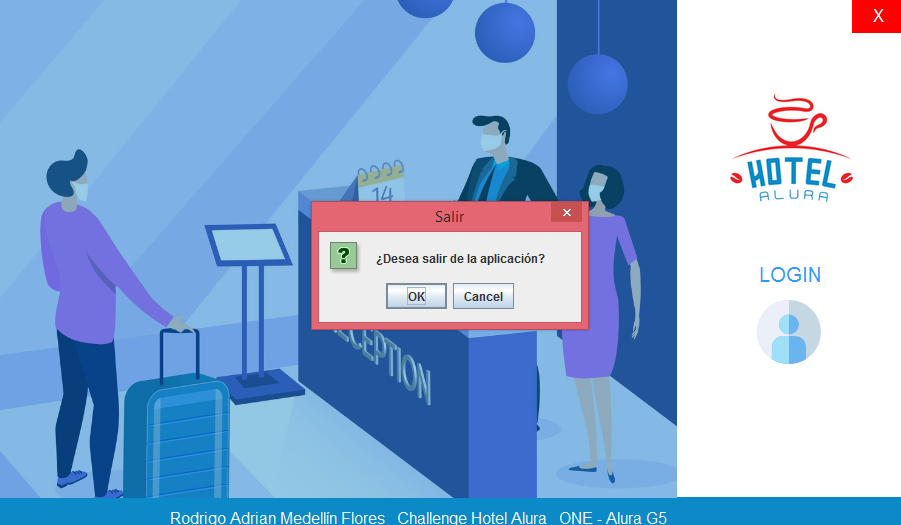 X
HOTEL
ALURA
14
Salir
?
¿Desea salir de la aplicación?
OK
Cancel
LOGIN
CEPTION
Rodrigo Adrian Medellín Flores Challenge Hotel Alura ONE - Alura G5